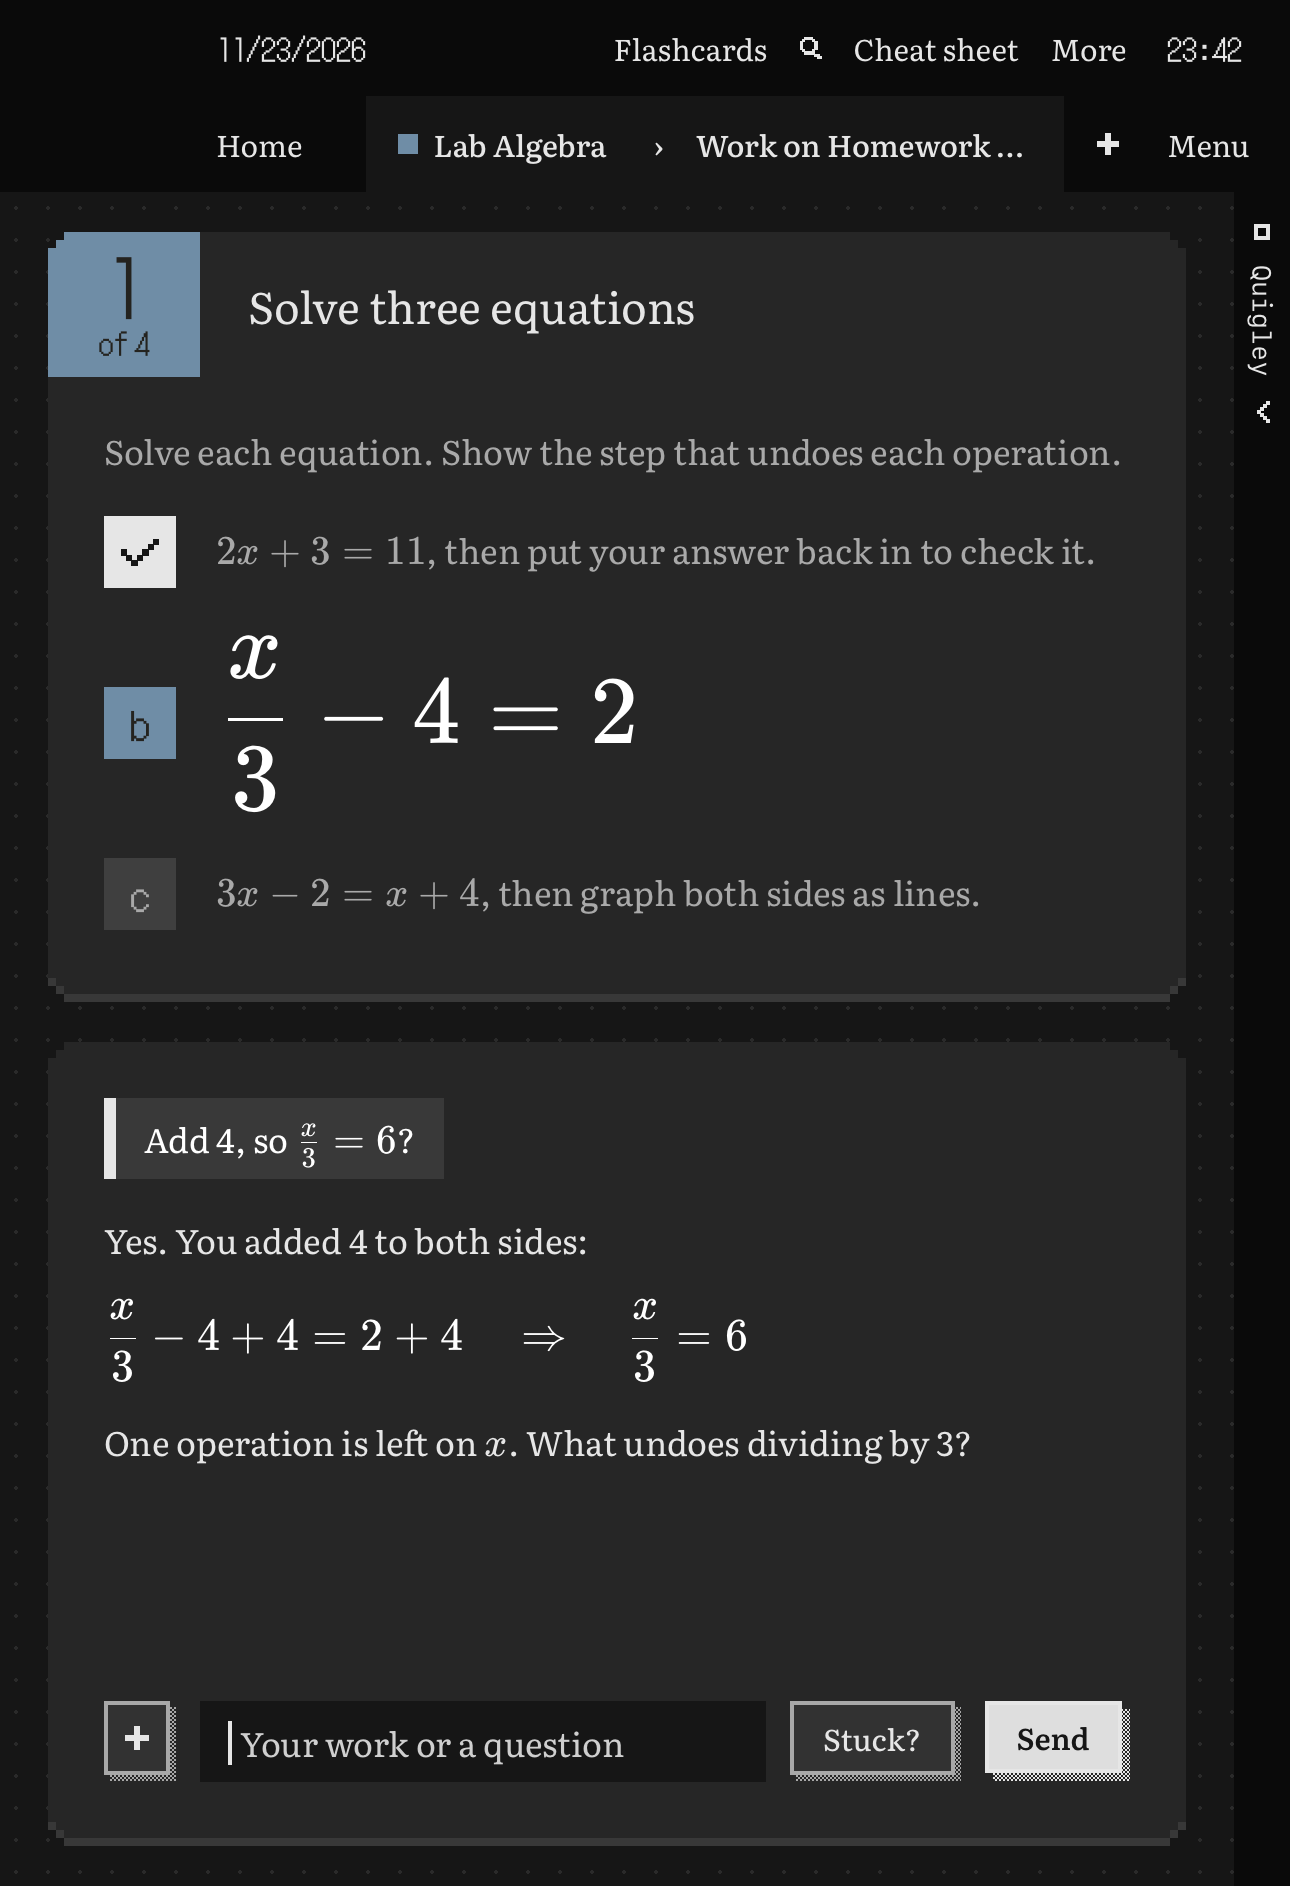 11/23/2026 Flashcards Cheat sheet More 23:42
Home Lab Algebra › Work on Homework ... + Menu
Quigley
1
of 4
Solve three equations
Solve each equation. Show the step that undoes each operation.
2x + 3 = 11, then put your answer back in to check it.
b x/3 − 4 = 2
c 3x − 2 = x + 4, then graph both sides as lines.
Add 4, so x/3 = 6?
Yes. You added 4 to both sides:
x/3 − 4 + 4 = 2 + 4 ⇒ x/3 = 6
One operation is left on x. What undoes dividing by 3?
+ Your work or a question Stuck? Send